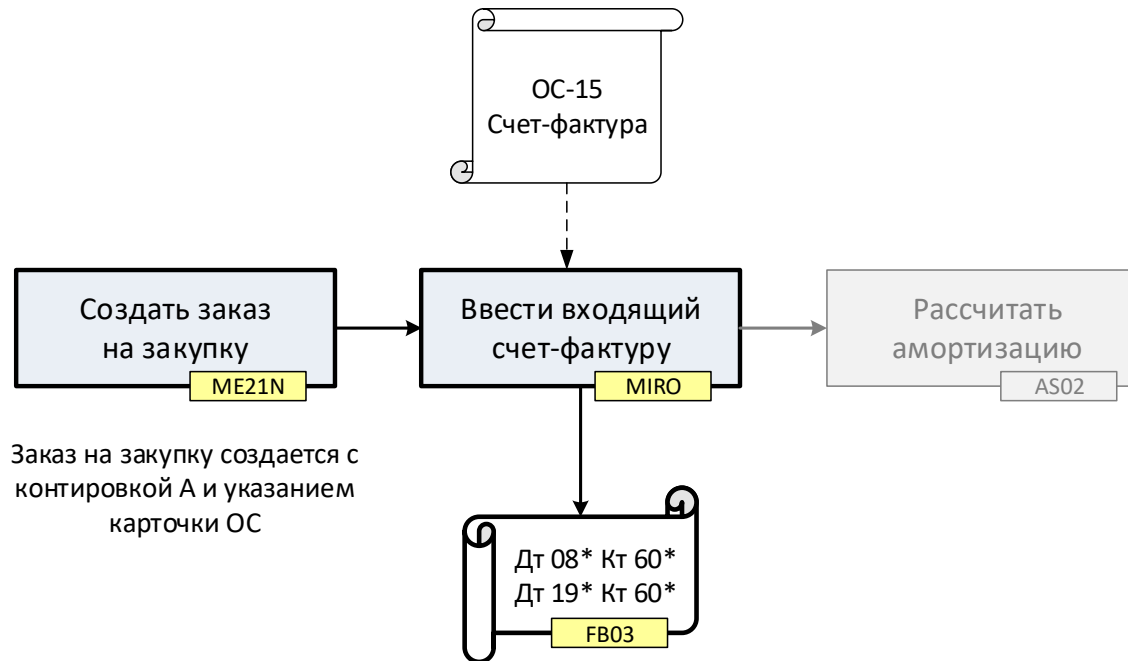 ОС-15
Счет-фактура
Создать заказ
на закупку
ME21N
Ввести входящий
счет-фактуру
MIRO
Рассчитать
амортизацию
AS02
Заказ на закупку создается с
контировкой А и указанием
карточки ОС
Дт 08* Кт 60*
Дт 19* Кт 60*
FB03